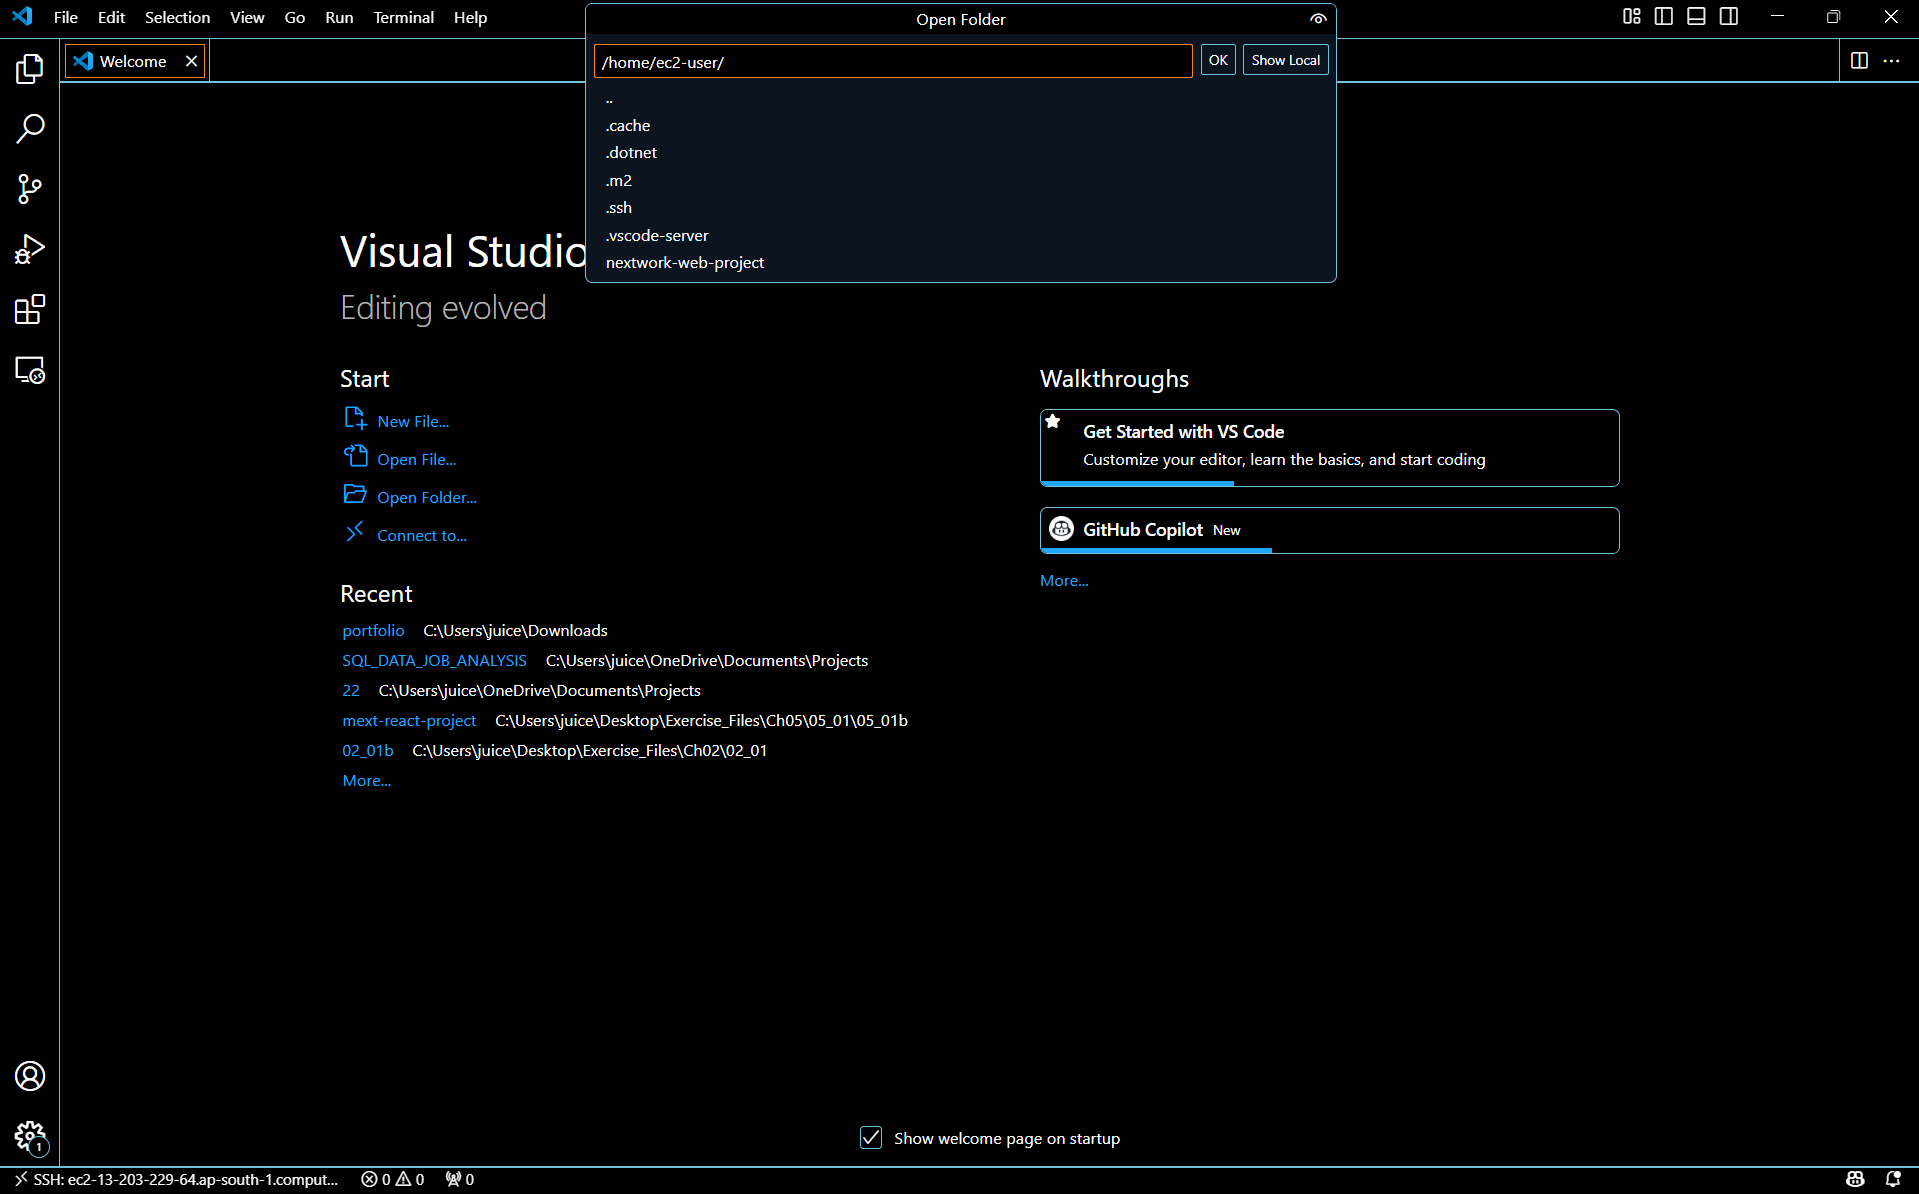 File Edit Selection View Go Run Terminal Help
Open Folder
Welcome
/home/ec2-user/
OK
Show Local
..
.cache
.dotnet
.m2
.ssh
.vscode-server
nextwork-web-project
Visual Studio
Editing evolved
Start
New File...
Open File...
Open Folder...
Connect to...
Recent
portfolio C:\Users\juice\Downloads
SQL_DATA_JOB_ANALYSIS C:\Users\juice\OneDrive\Documents\Projects
22 C:\Users\juice\OneDrive\Documents\Projects
mext-react-project C:\Users\juice\Desktop\Exercise_Files\Ch05\05_01\05_01b
02_01b C:\Users\juice\Desktop\Exercise_Files\Ch02\02_01
More...
Walkthroughs
Get Started with VS Code
Customize your editor, learn the basics, and start coding
GitHub Copilot New
More...
Show welcome page on startup
1
SSH: ec2-13-203-229-64.ap-south-1.comput... 0 0 0